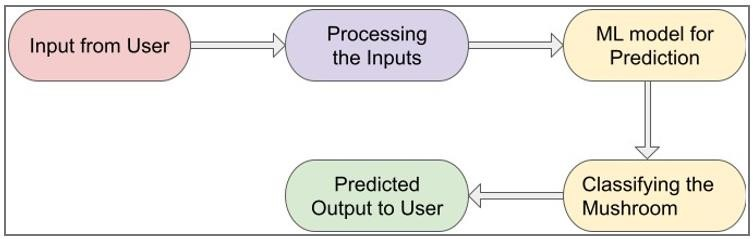 Input from User
Processing
the Inputs
ML model for
Prediction
Classifying the
Mushroom
Predicted
Output to User